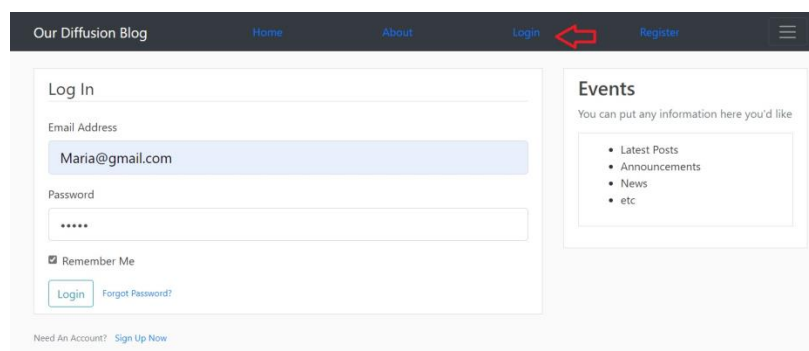 Our Diffusion Blog Home About Login Register
Log In
Email Address
Maria@gmail.com
Password
•••••
Remember Me
Login Forgot Password?
Need An Account? Sign Up Now
Events
You can put any information here you'd like
• Latest Posts
• Announcements
• News
• etc